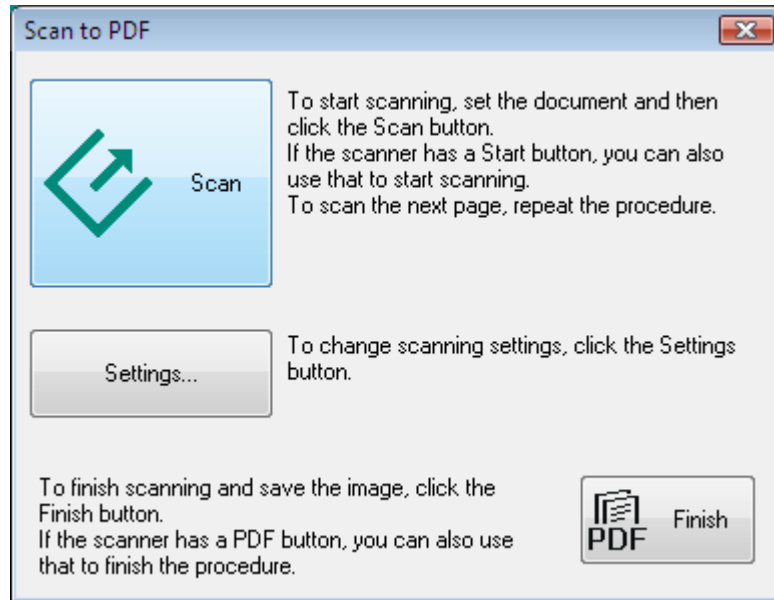 Scan to PDF
Scan
To start scanning, set the document and then
click the Scan button.
If the scanner has a Start button, you can also
use that to start scanning.
To scan the next page, repeat the procedure.
Settings...
To change scanning settings, click the Settings
button.
To finish scanning and save the image, click the
Finish button.
If the scanner has a PDF button, you can also use
that to finish the procedure.
PDF
Finish